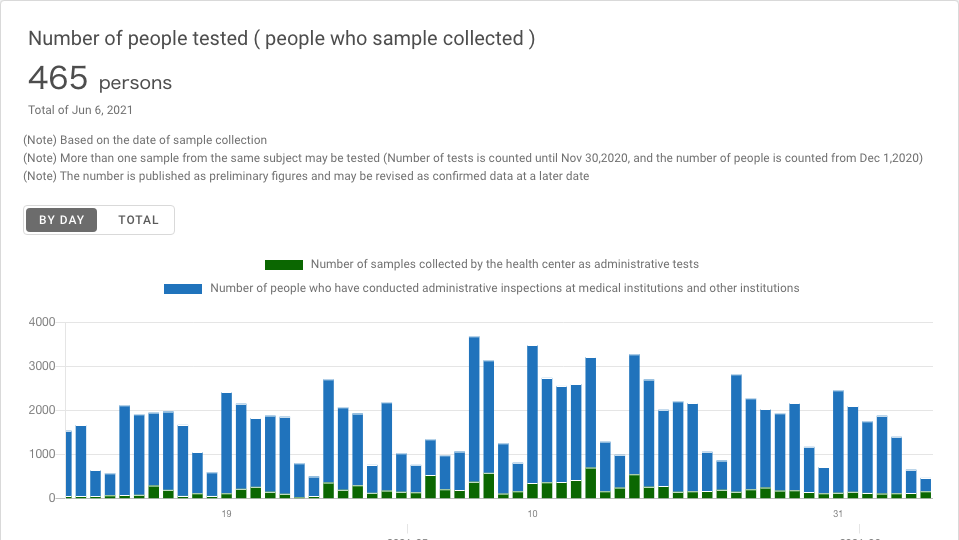 Number of people tested ( people who sample collected )
465 persons
Total of Jun 6, 2021
(Note) Based on the date of sample collection
(Note) More than one sample from the same subject may be tested (Number of tests is counted until Nov 30,2020, and the number of people is counted from Dec 1,2020)
(Note) The number is published as preliminary figures and may be revised as confirmed data at a later date
BY DAY TOTAL
Number of samples collected by the health center as administrative tests
Number of people who have conducted administrative inspections at medical institutions and other institutions
4000
3000
2000
1000
0
19 10 31